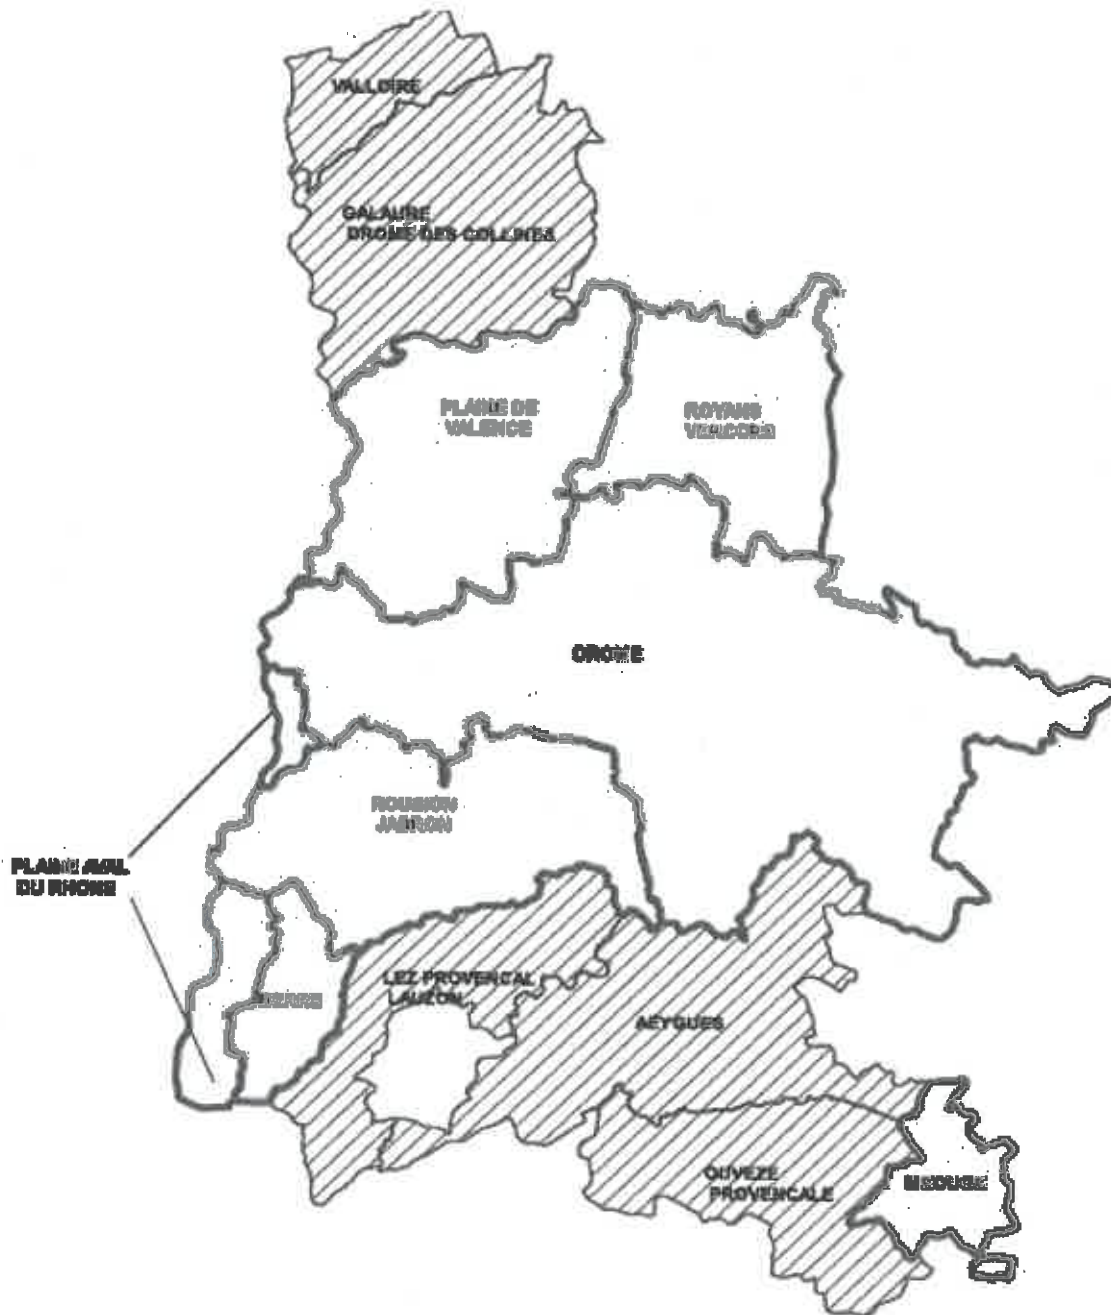 VALLOIRE
GALAURE
DROME DES COLLINES
PLAINE DE
VALENCE
ROYANS
VERCORS
DROME
ROUBION
JABRON
PLAINE AVAL
DU RHONE
BERRE
LEZ PROVENCAL
LAUZON
AEYGUES
OUVEZE
PROVENCALE
MEOUGE